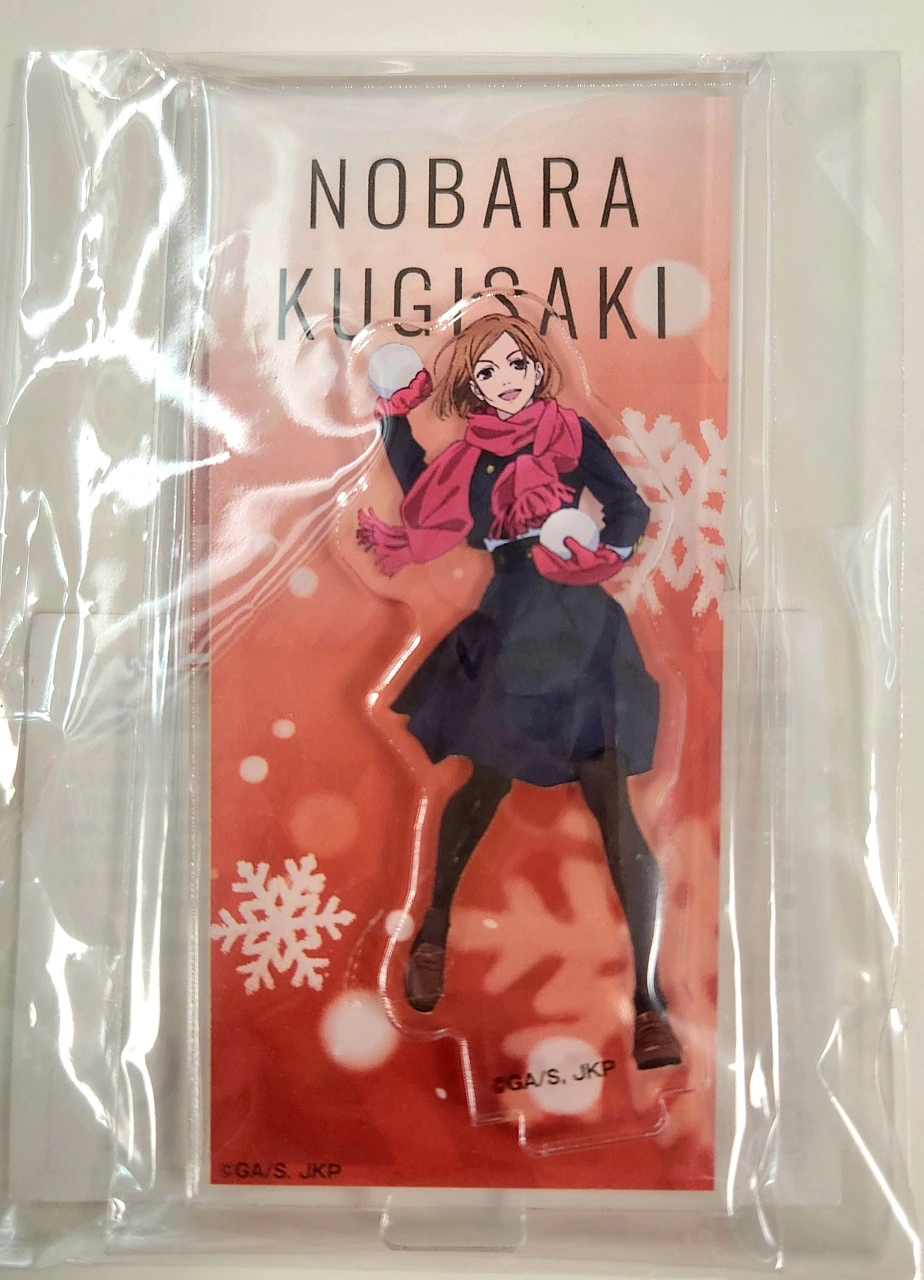 NOBARA
KUGISAKI
©GA/S, JKP
©GA/S. JKP